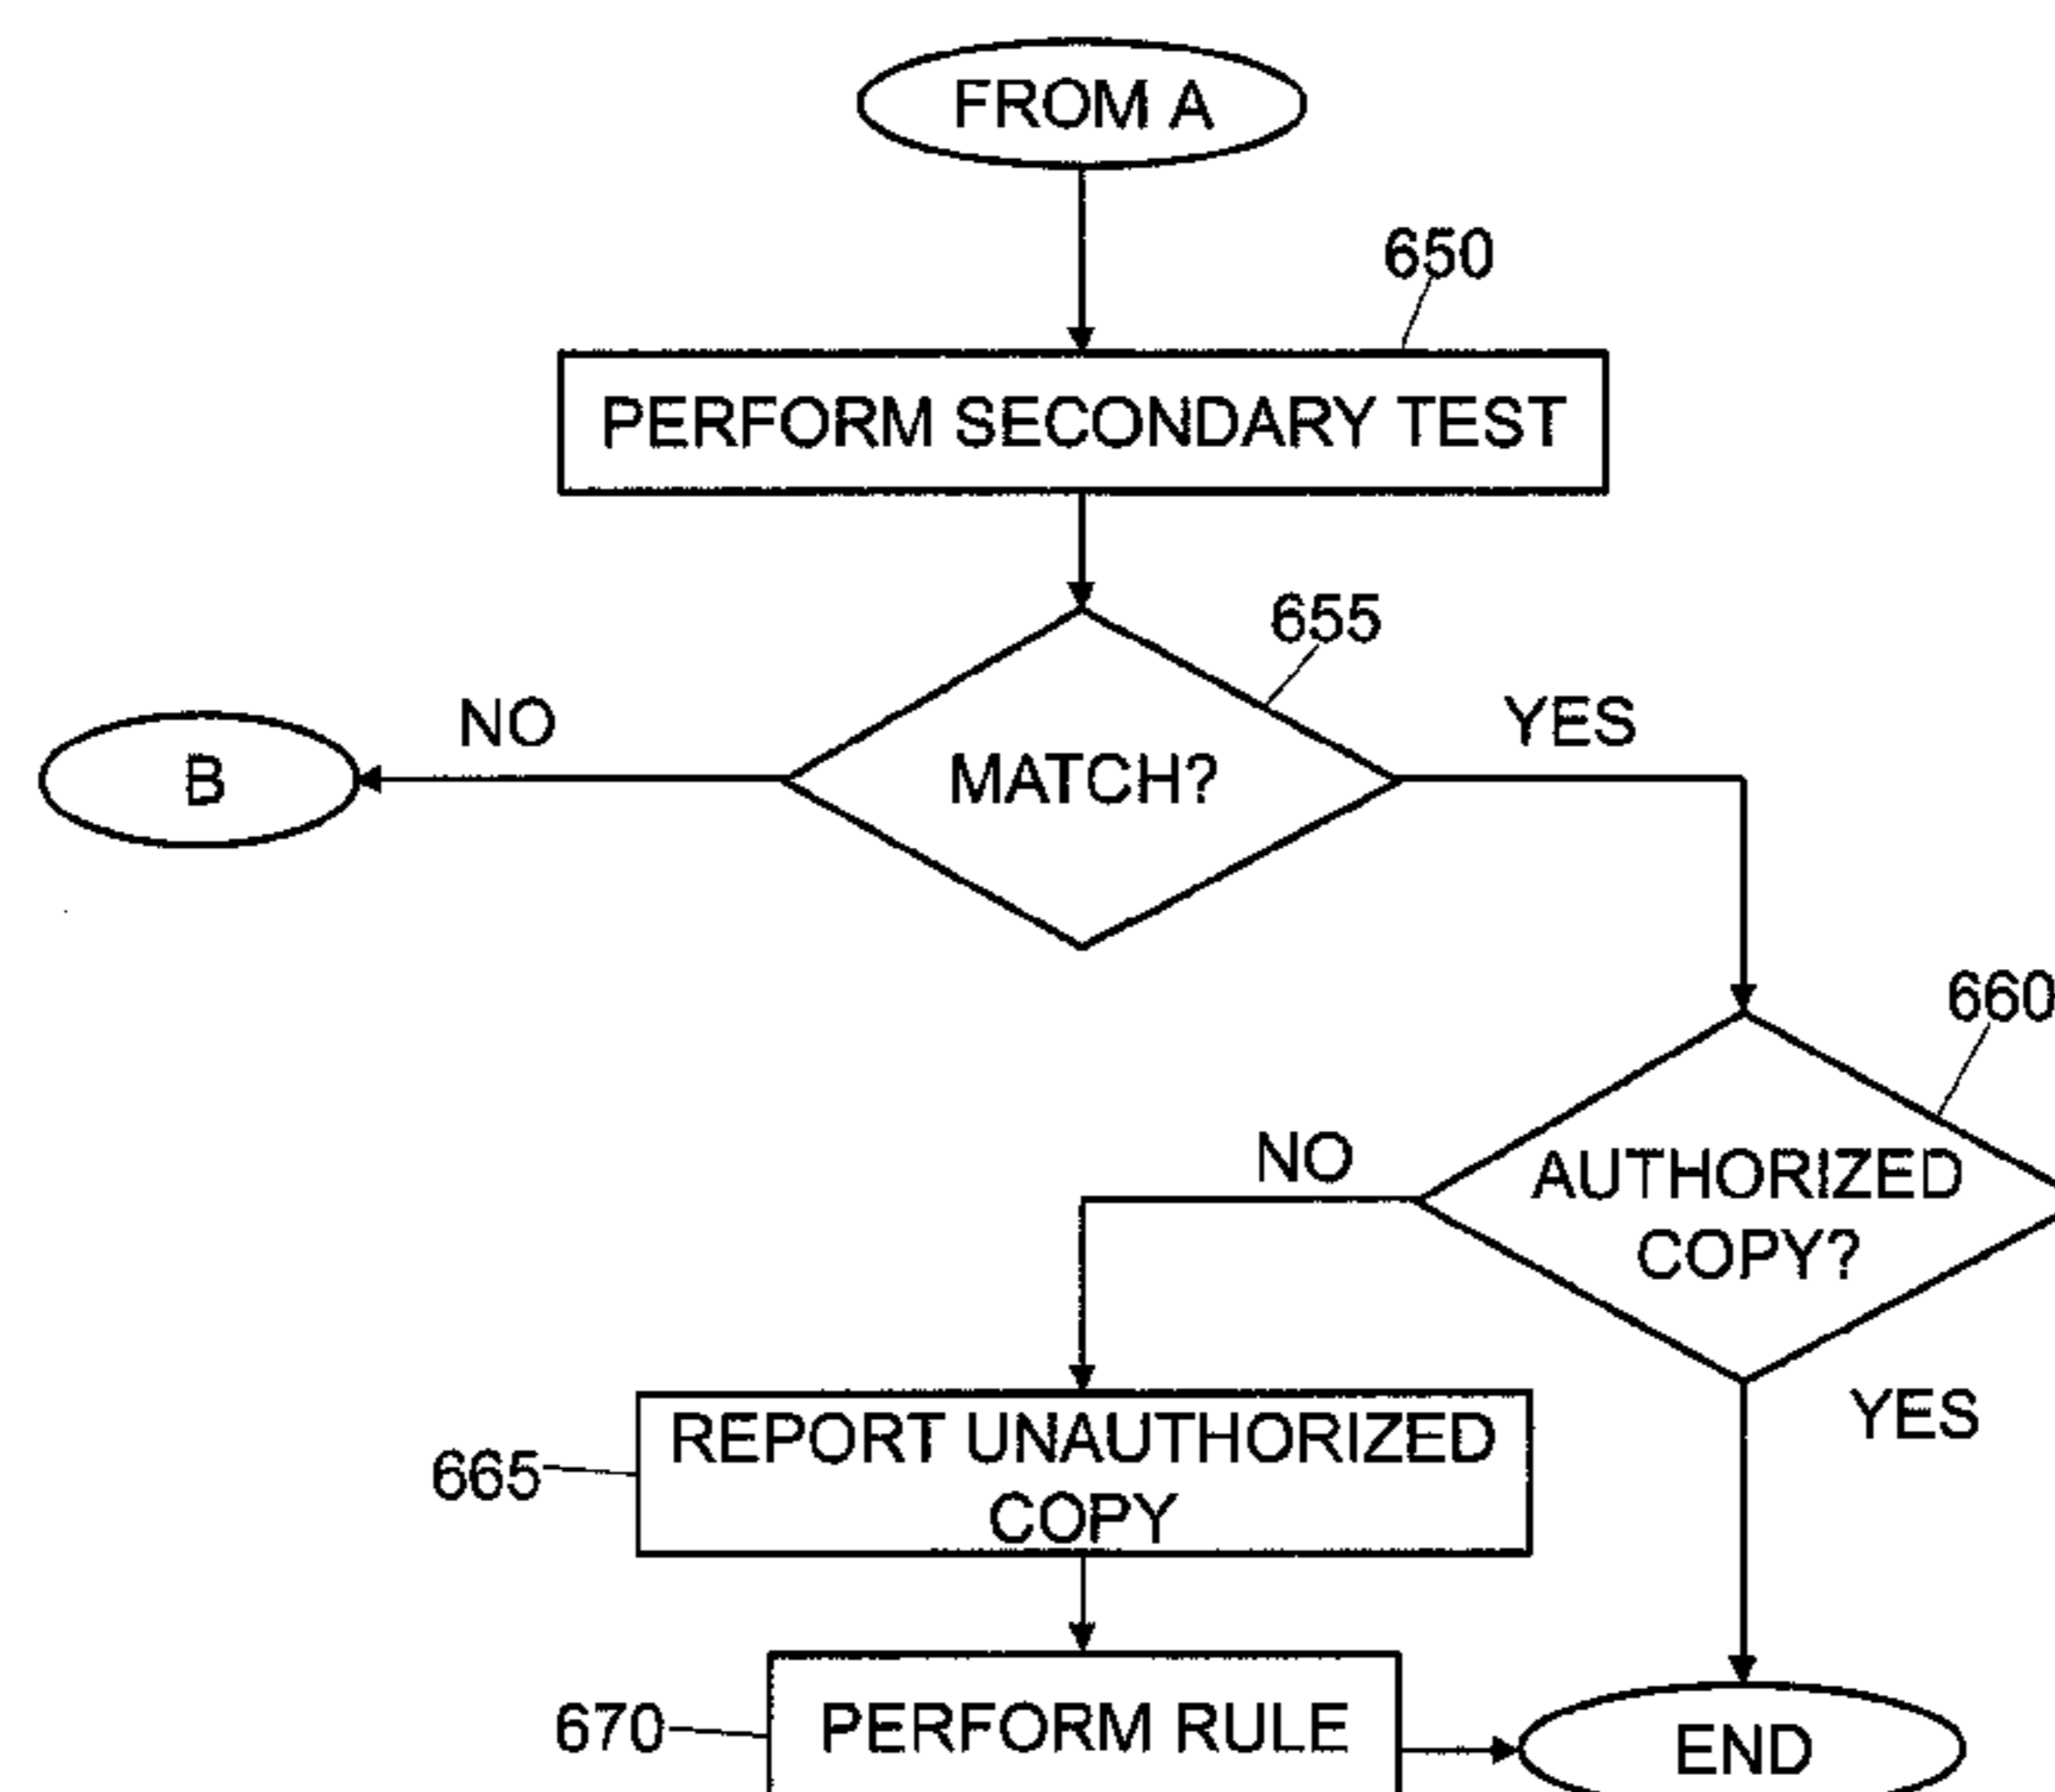 FROM A
650
PERFORM SECONDARY TEST
655
NO
YES
B
MATCH?
660
NO
AUTHORIZED
COPY?
YES
REPORT UNAUTHORIZED
COPY
665
670
PERFORM RULE
END